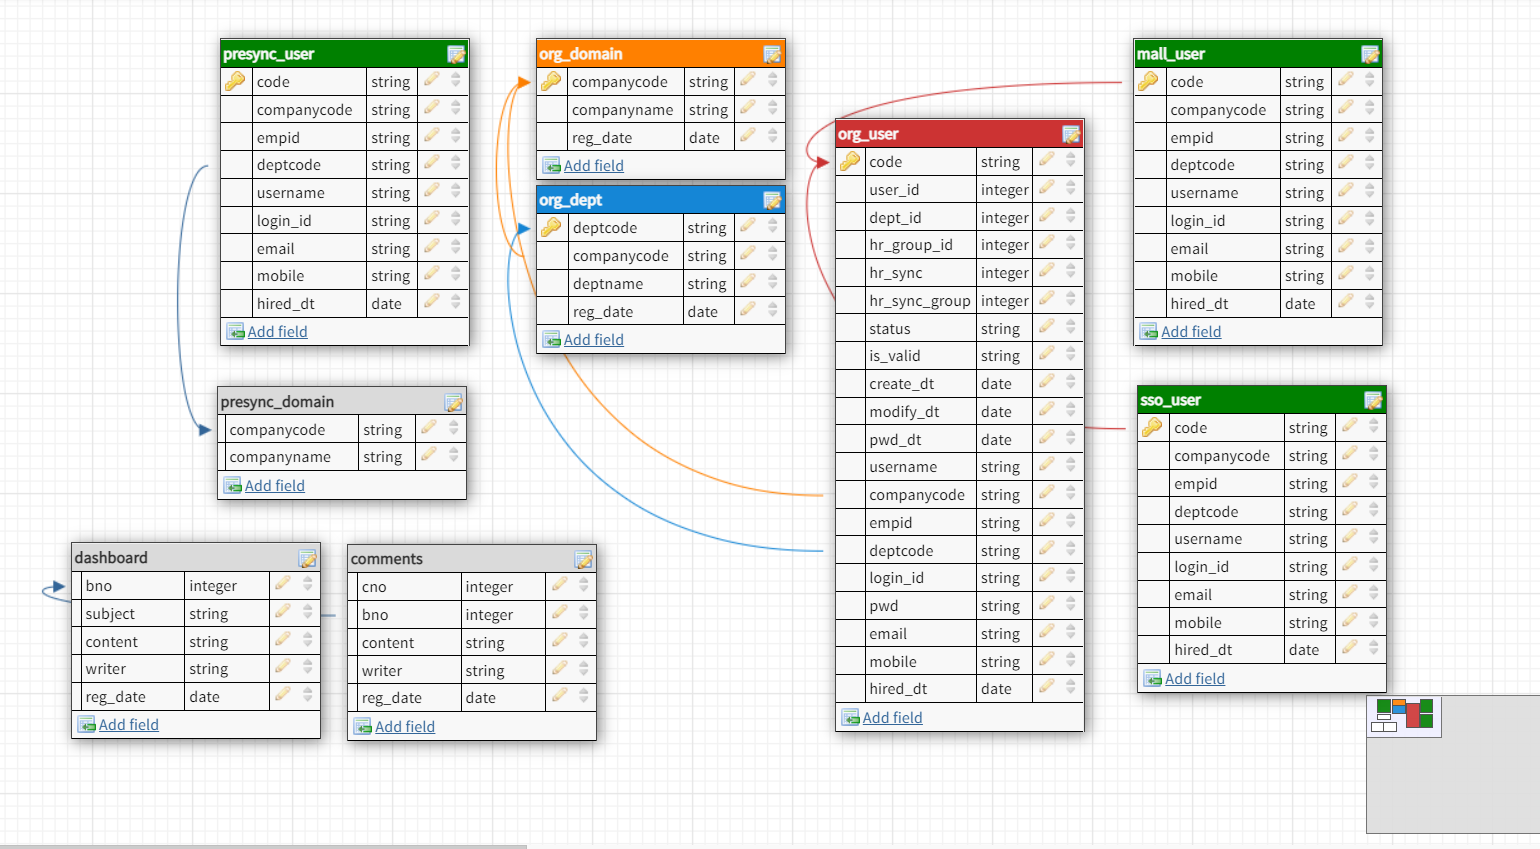 presync_user
code string
companycode string
empid string
deptcode string
username string
login_id string
email string
mobile string
hired_dt date
Add field
presync_domain
companycode string
companyname string
Add field
dashboard
bno integer
subject string
content string
writer string
reg_date date
Add field
comments
cno integer
bno integer
content string
writer string
reg_date date
Add field
org_domain
companycode string
companyname string
reg_date date
Add field
org_dept
deptcode string
companycode string
deptname string
reg_date date
Add field
org_user
code string
user_id integer
dept_id integer
hr_group_id integer
hr_sync integer
hr_sync_group integer
status string
is_valid string
create_dt date
modify_dt date
pwd_dt date
username string
companycode string
empid string
deptcode string
login_id string
pwd string
email string
mobile string
hired_dt date
Add field
mall_user
code string
companycode string
empid string
deptcode string
username string
login_id string
email string
mobile string
hired_dt date
Add field
sso_user
code string
companycode string
empid string
deptcode string
username string
login_id string
email string
mobile string
hired_dt date
Add field